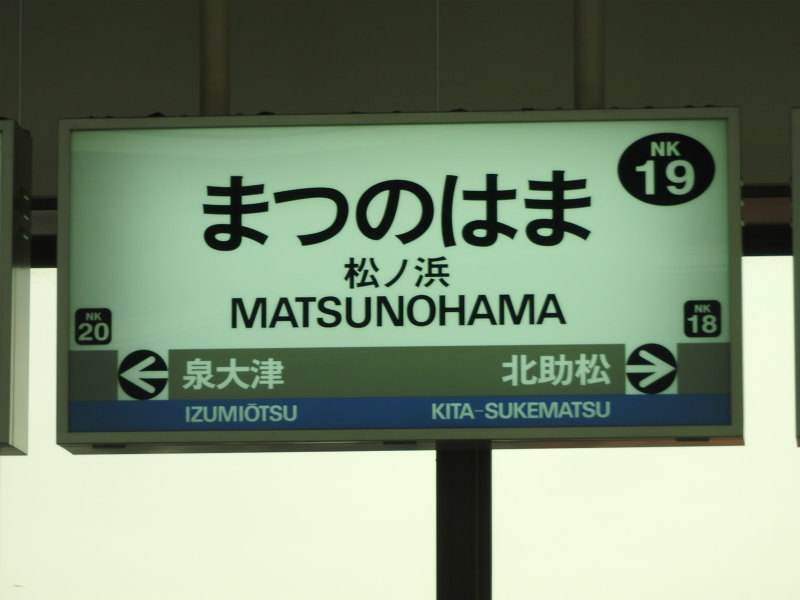 NK
19
まつのはま
松ノ浜
MATSUNOHAMA
NK
20
NK
18
泉大津
北助松
IZUMIŌTSU
KITA-SUKEMATSU